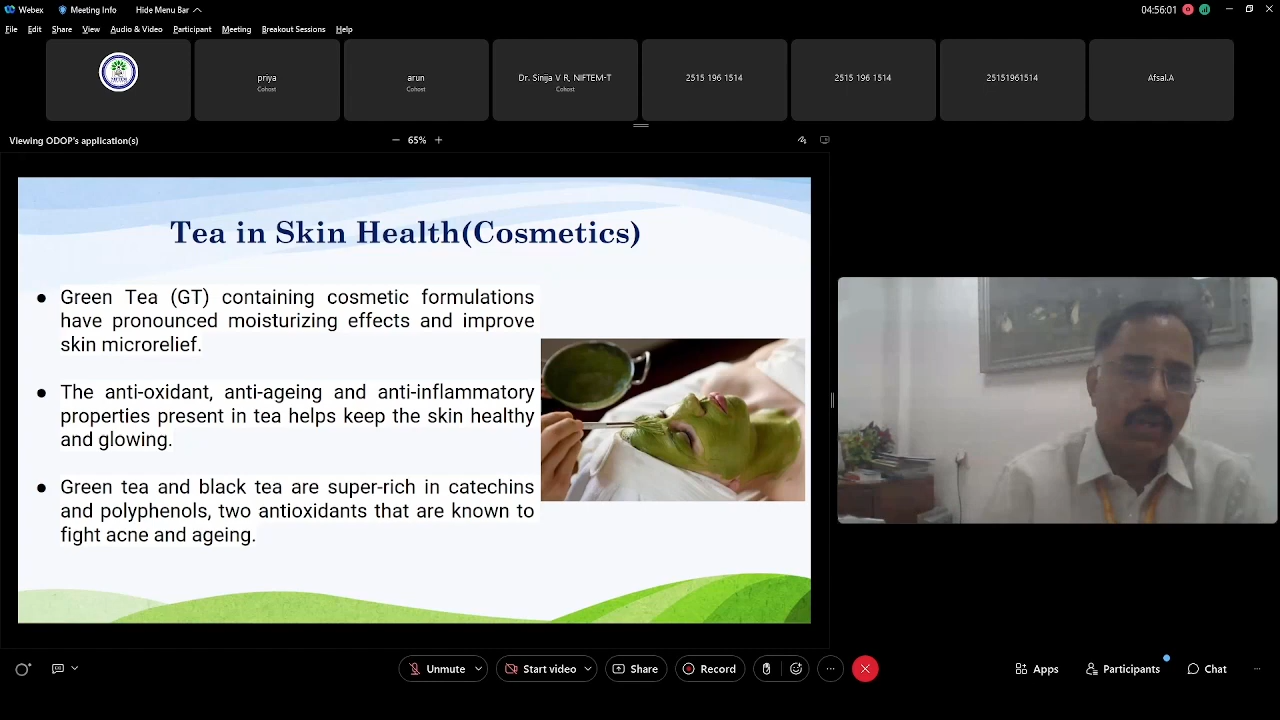 Webex
Meeting Info
Hide Menu Bar
04:56:01
File Edit Share View Audio & Video Participant Meeting Breakout Sessions Help
priya
Cohost
arun
Cohost
Dr. Sinija V R, NIFTEM-T
Cohost
2515 196 1514
2515 196 1514
25151961514
Afsal.A
Viewing ODOP's application(s)
65%
Tea in Skin Health(Cosmetics)
● Green Tea (GT) containing cosmetic formulations
have pronounced moisturizing effects and improve
skin microrelief.
● The anti-oxidant, anti-ageing and anti-inflammatory
properties present in tea helps keep the skin healthy
and glowing.
● Green tea and black tea are super-rich in catechins
and polyphenols, two antioxidants that are known to
fight acne and ageing.
Unmute
Start video
Share
Record
Apps
Participants
Chat